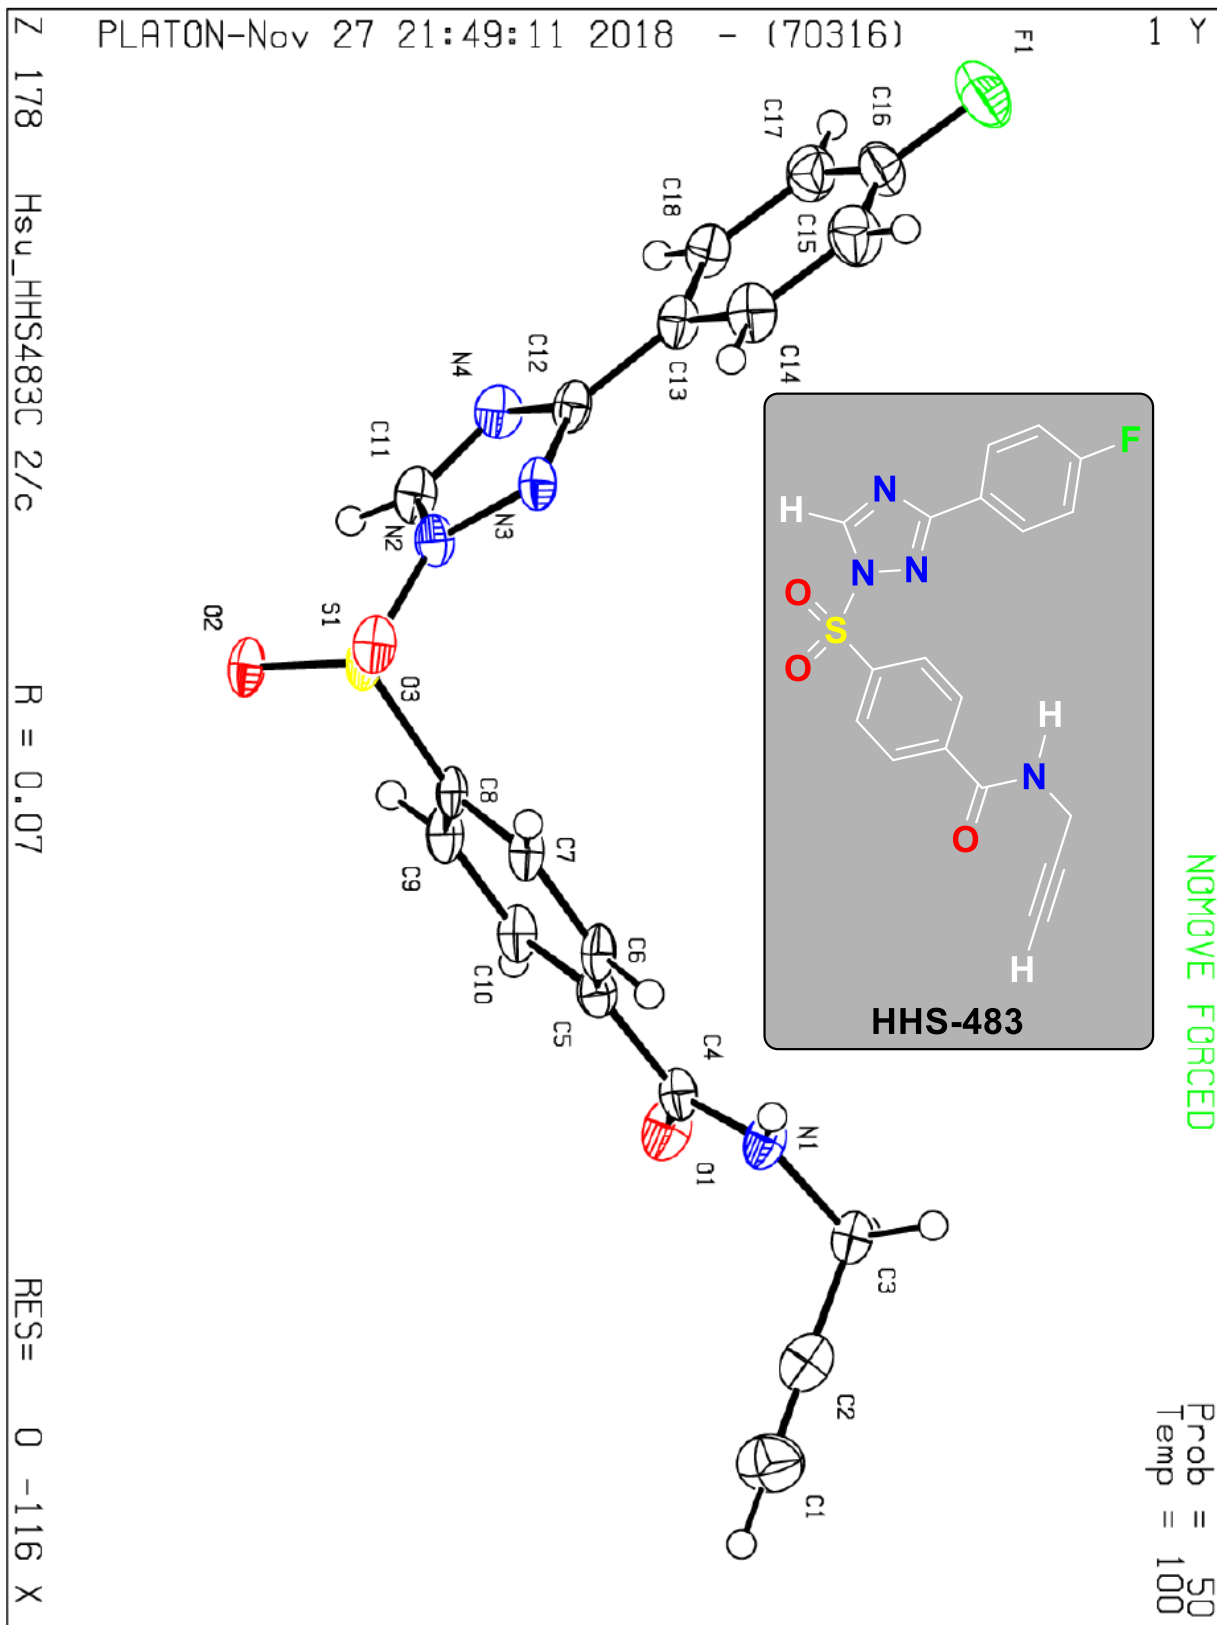 PLATON-Nov 27 21:49:11 2018 - (70316)
1 Y
F1
C16
C17
C18
C15
C14
C13
C12
N4
C11
N2
N3
S1
O2
O3
C8
C7
C9
C6
C10
C5
C4
N1
O1
C3
C2
C1
F
N
H
N
N
O
S
O
H
N
O
H
HHS-483
NOMOVE FORCED
Prob = 50
Temp = 100
Z 178 Hsu_HHS483C 2/c R = 0.07 RES= 0 -116 X